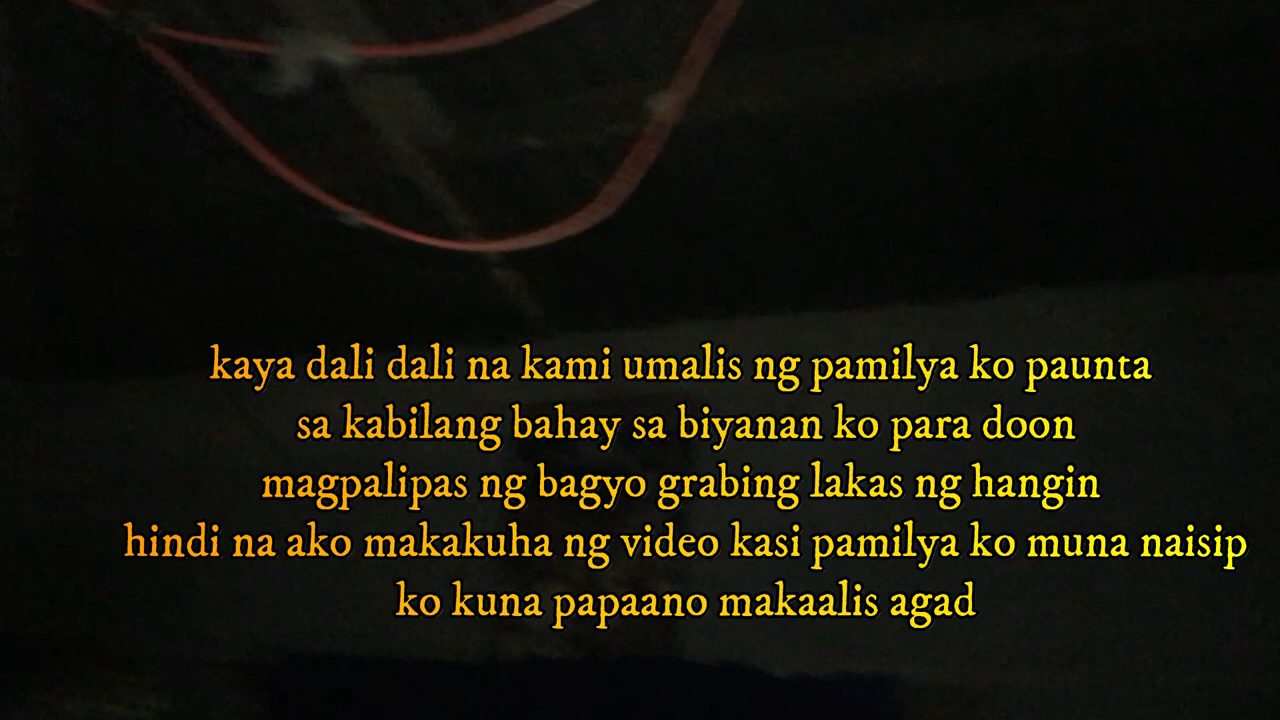 kaya dali dali na kami umalis ng pamilya ko paunta
sa kabilang bahay sa biyanan ko para doon
magpalipas ng bagyo grabing lakas ng hangin
hindi na ako makakuha ng video kasi pamilya ko muna naisip
ko kuna papaano makaalis agad